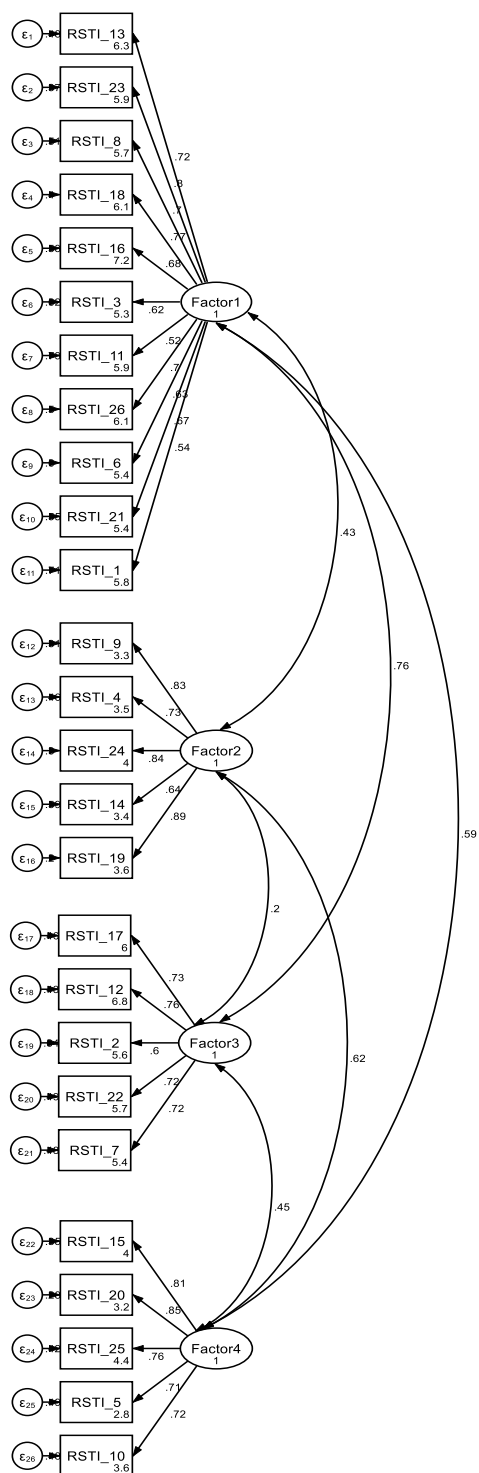 ε1
RSTI_13
6.3
.72
ε2
RSTI_23
5.9
.8
ε3
RSTI_8
5.7
.7
ε4
RSTI_18
6.1
.77
ε5
RSTI_16
7.2
.68
ε6
RSTI_3
5.3
.62
Factor1
1
ε7
RSTI_11
5.9
.52
ε8
RSTI_26
6.1
.7
ε9
RSTI_6
5.4
.63
ε10
RSTI_21
5.4
.67
ε11
RSTI_1
5.8
.54
.43
.76
.59
ε12
RSTI_9
3.3
.83
ε13
RSTI_4
3.5
.73
ε14
RSTI_24
4
.84
Factor2
1
ε15
RSTI_14
3.4
.64
ε16
RSTI_19
3.6
.89
.2
.62
ε17
RSTI_17
6
.73
ε18
RSTI_12
6.8
.76
ε19
RSTI_2
5.6
.6
Factor3
1
ε20
RSTI_22
5.7
.72
ε21
RSTI_7
5.4
.72
.45
ε22
RSTI_15
4
.81
ε23
RSTI_20
3.2
.85
ε24
RSTI_25
4.4
.76
Factor4
1
ε25
RSTI_5
2.8
.71
ε26
RSTI_10
3.6
.72